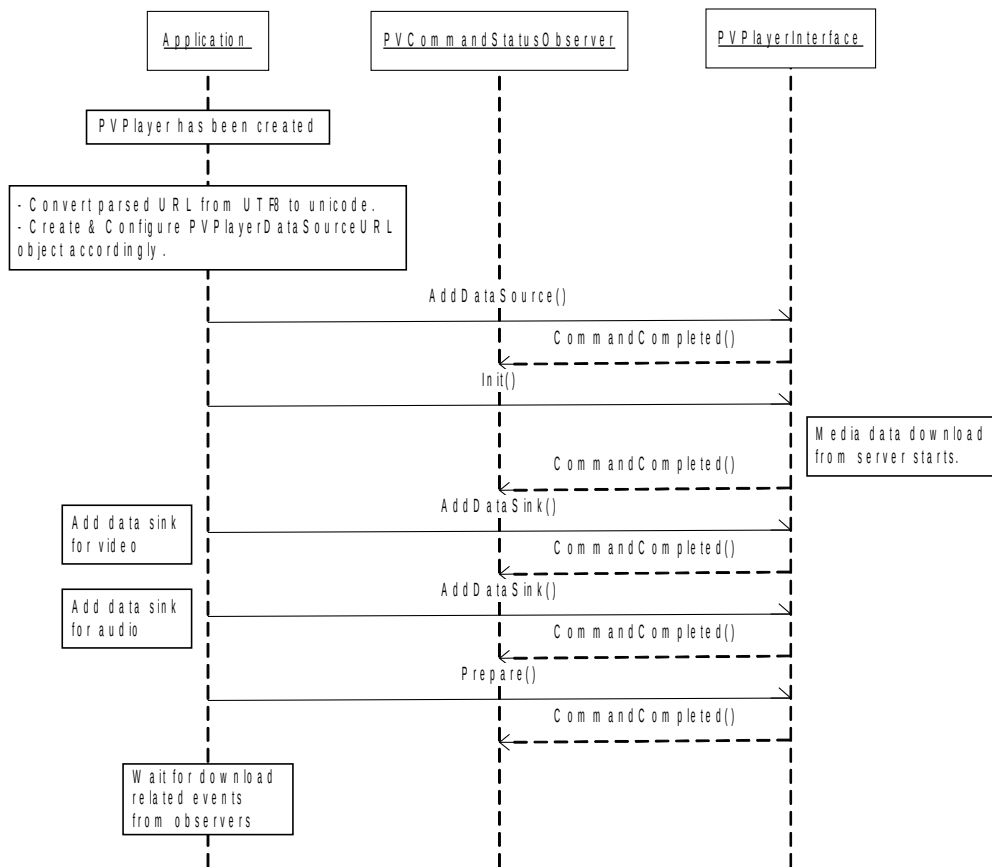 Application
PVCommandStatusObserver
PVPlayerInterface
PVPlayer has been created
- Convert parsed URL from UTF8 to unicode.
- Create & Configure PVPlayerDataSourceURL
object accordingly.
AddDataSource()
CommandCompleted()
Init()
Media data download
from server starts.
CommandCompleted()
AddDataSink()
Add data sink
for video
CommandCompleted()
AddDataSink()
Add data sink
for audio
CommandCompleted()
Prepare()
CommandCompleted()
Wait for download
related events
from observers